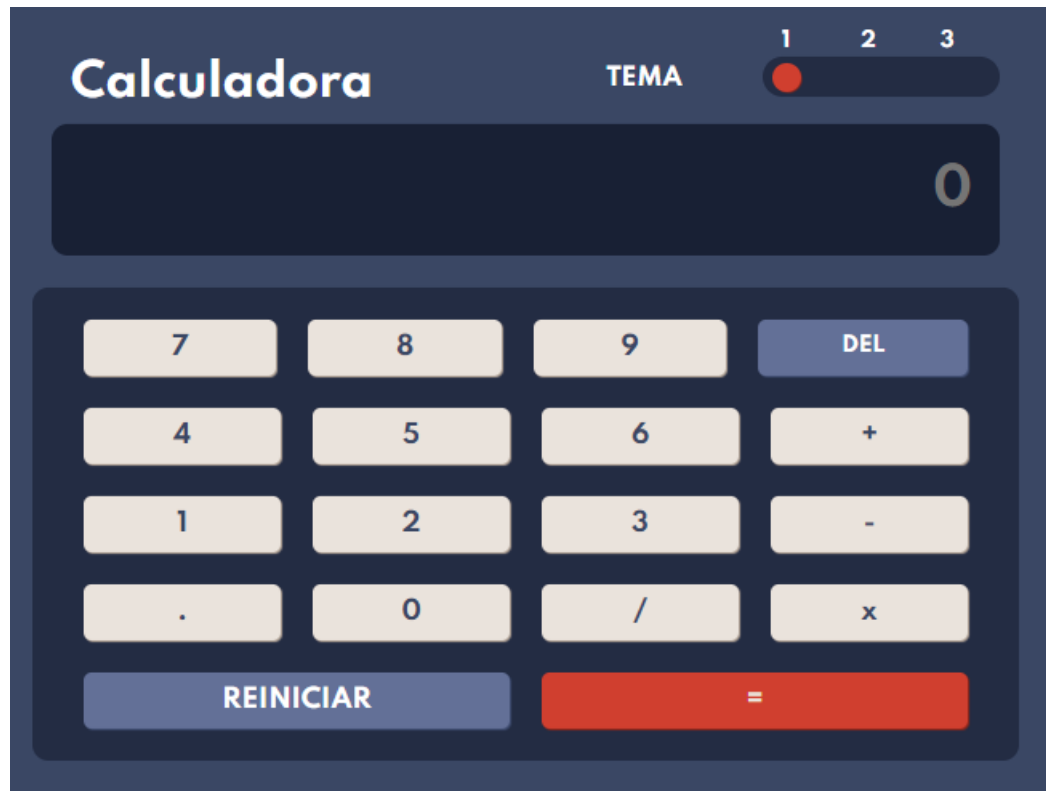 1 2 3
Calculadora TEMA
0
7 8 9 DEL
4 5 6 +
1 2 3 -
. 0 / x
REINICIAR =